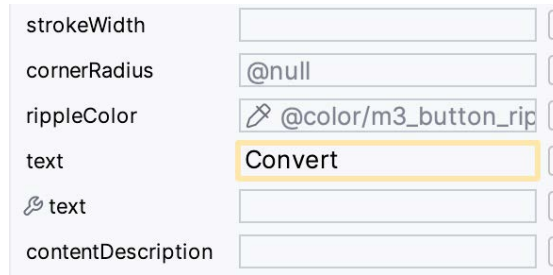 strokeWidth
cornerRadius @null
rippleColor @color/m3_button_rip
text Convert
text
contentDescription